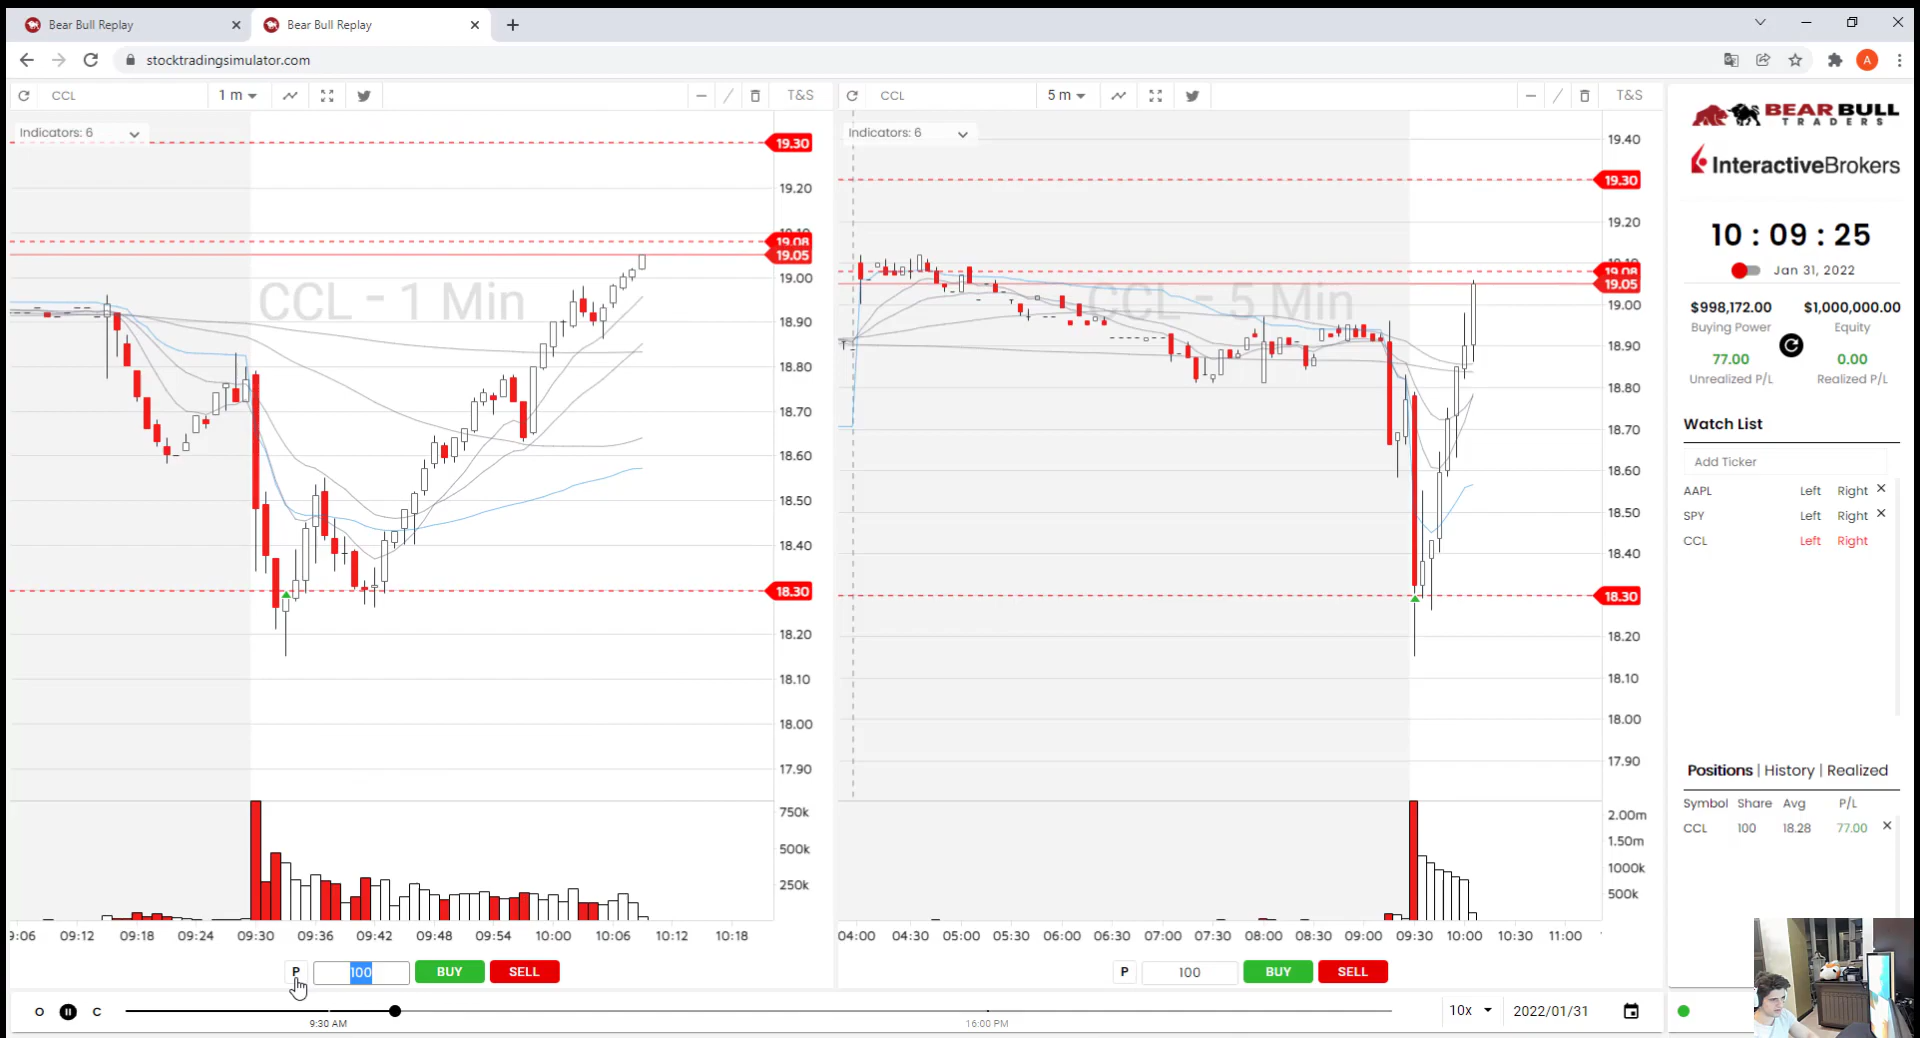 Bear Bull Replay
Bear Bull Replay
stocktradingsimulator.com
A
CCL
1 m
T&S
CCL
5 m
T&S
Indicators: 6
Indicators: 6
CCL - 1 Min
CCL - 5 Min
19.30
19.20
19.08
19.05
19.00
18.90
18.80
18.70
18.60
18.50
18.40
18.30
18.20
18.10
18.00
17.90
750k
500k
250k
19.40
19.30
19.20
19.08
19.05
19.00
18.90
18.80
18.70
18.60
18.50
18.40
18.30
18.20
18.10
18.00
17.90
2.00m
1.50m
1000k
500k
9:06 09:12 09:18 09:24 09:30 09:36 09:42 09:48 09:54 10:00 10:06 10:12 10:18
04:00 04:30 05:00 05:30 06:00 06:30 07:00 07:30 08:00 08:30 09:00 09:30 10:00 10:30 11:00
P 100 BUY SELL
P 100 BUY SELL
O C
9:30 AM
16:00 PM
10x
2022/01/31
BEAR BULL
TRADERS
InteractiveBrokers
10 : 09 : 25
Jan 31, 2022
$998,172.00 $1,000,000.00
Buying Power Equity
77.00 0.00
Unrealized P/L Realized P/L
Watch List
Add Ticker
AAPL Left Right
SPY Left Right
CCL Left Right
Positions | History | Realized
Symbol Share Avg P/L
CCL 100 18.28 77.00